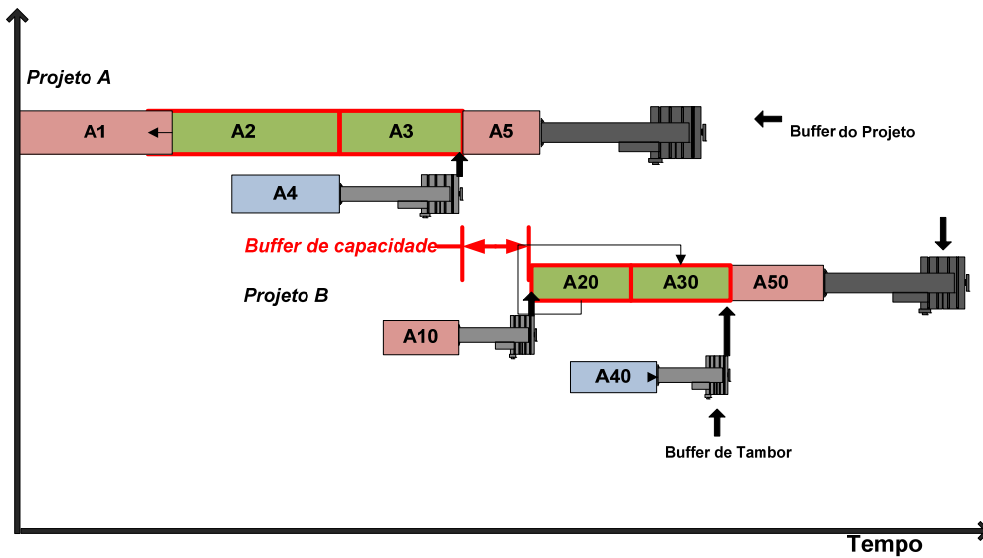 Projeto A
A1
A2
A3
A5
Buffer do Projeto
A4
Buffer de capacidade
Projeto B
A20
A30
A50
A10
A40
Buffer de Tambor
Tempo